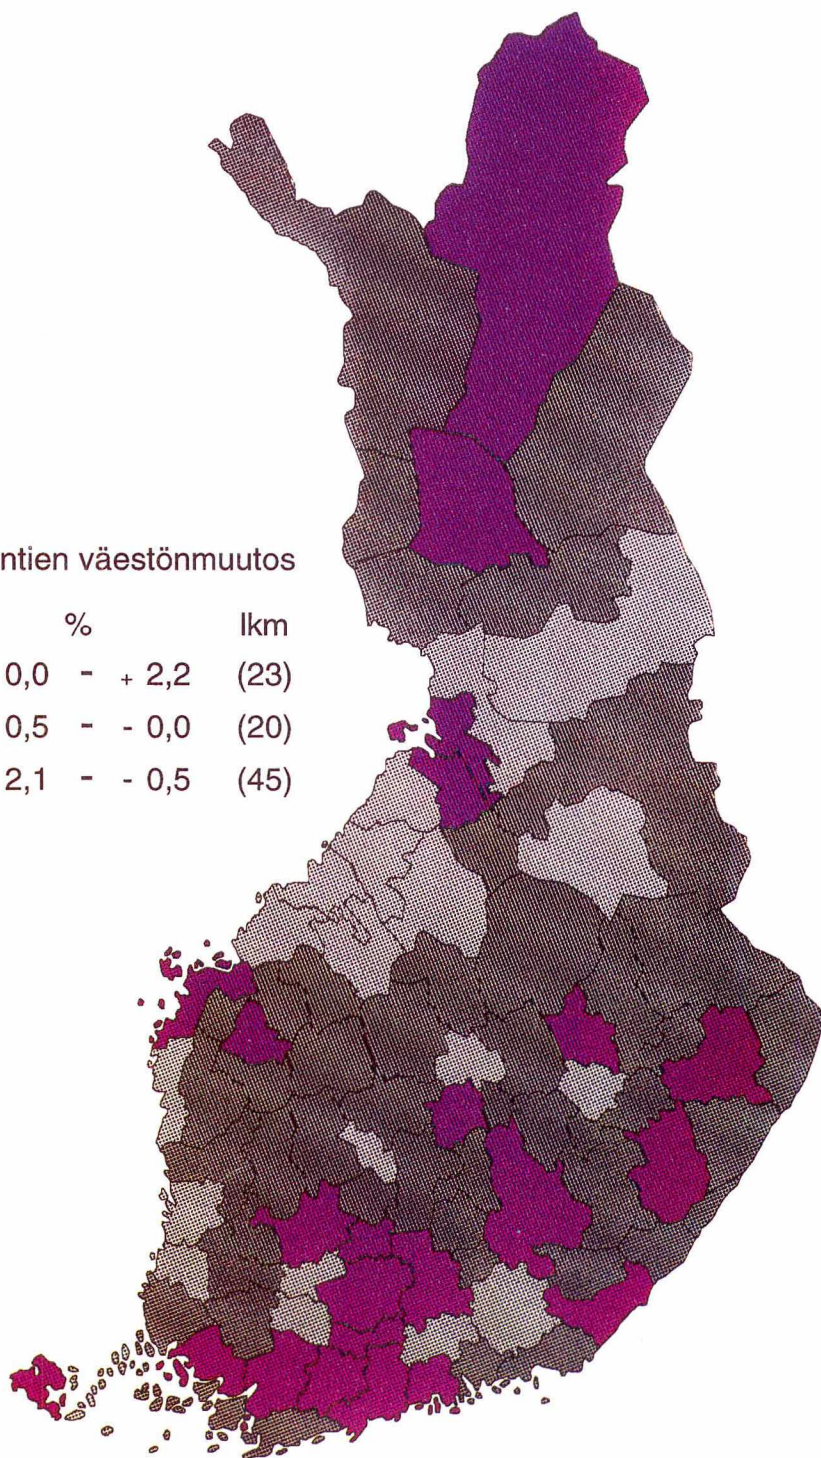 ntien väestönmuutos
% lkm
0,0 - + 2,2 (23)
0,5 - - 0,0 (20)
2,1 - - 0,5 (45)